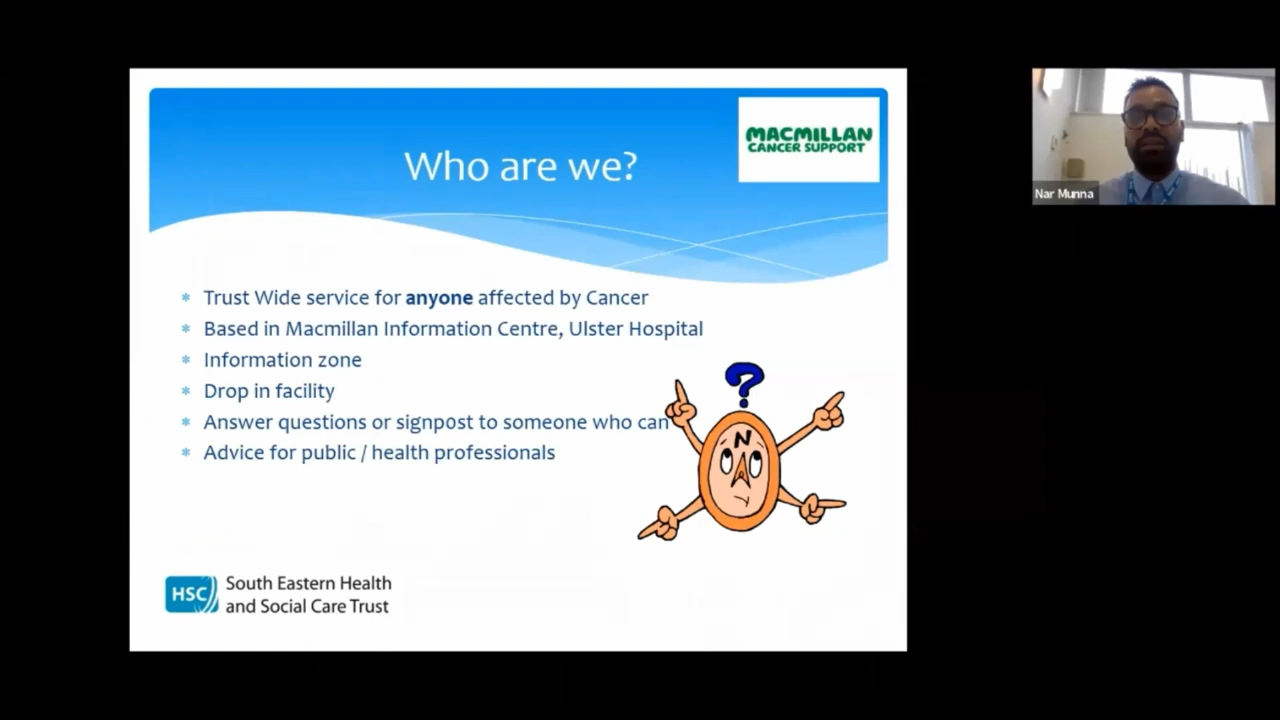 Who are we?
MACMILLAN
CANCER SUPPORT
Nar Munna
Trust Wide service for anyone affected by Cancer
Based in Macmillan Information Centre, Ulster Hospital
Information zone
Drop in facility
Answer questions or signpost to someone who can
Advice for public / health professionals
?
N
HSC
South Eastern Health
and Social Care Trust